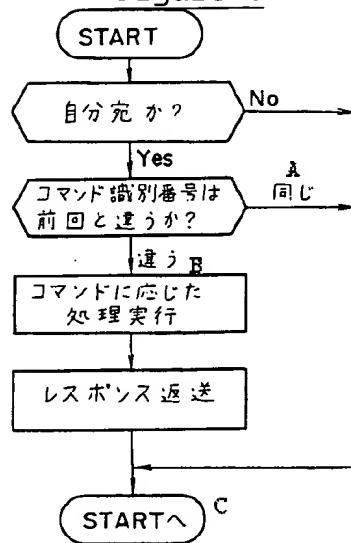 START
自分宛か?
No
Yes
コマンド識別番号は
前回と違うか?
A
同じ
違う B
コマンドに応じた
処理実行
レスポンス返送
STARTへ
C